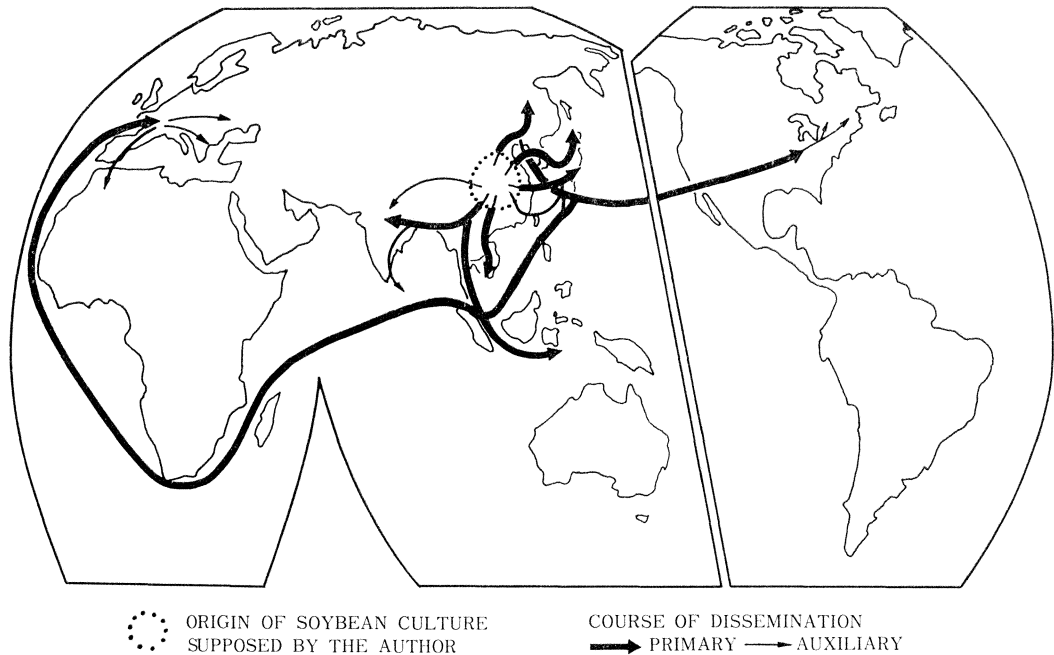 ORIGIN OF SOYBEAN CULTURE
SUPPOSED BY THE AUTHOR
COURSE OF DISSEMINATION
PRIMARY AUXILIARY